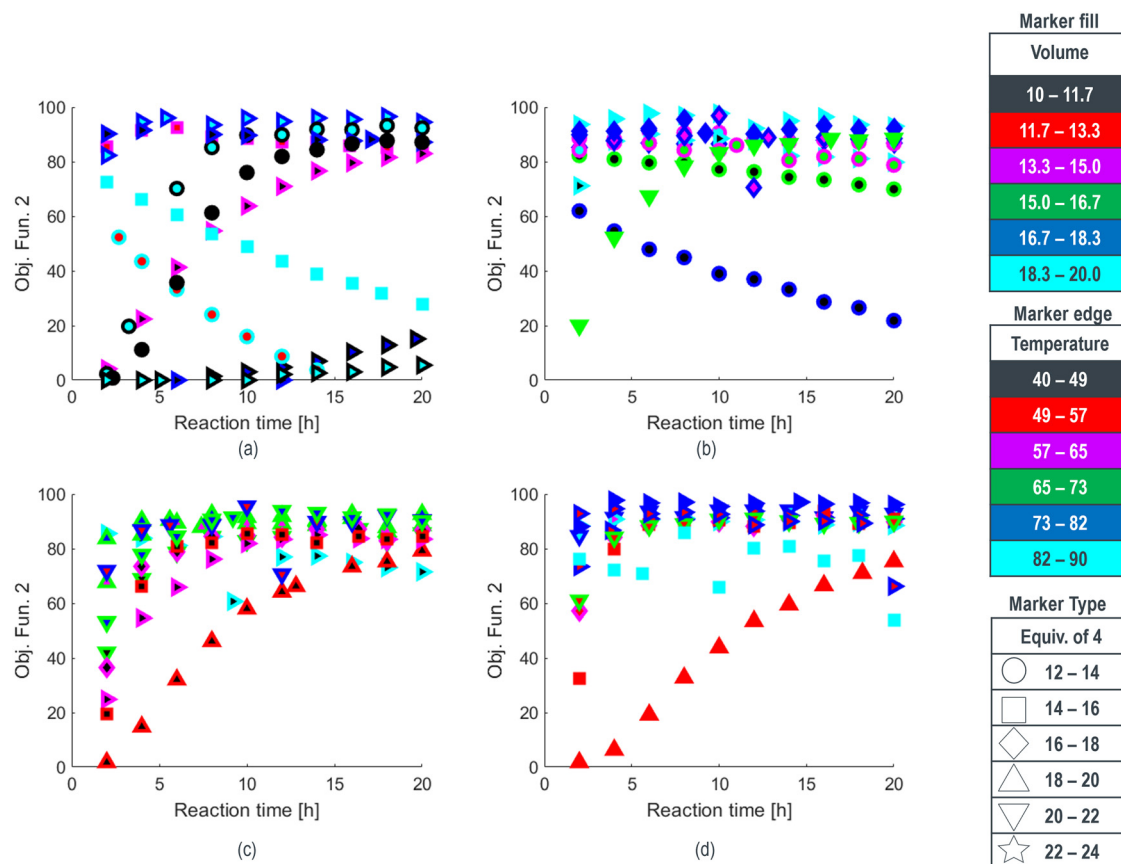 100
80
60
40
20
0
Obj. Fun. 2
0 5 10 15 20
Reaction time [h]
(a)
100
80
60
40
20
0
Obj. Fun. 2
0 5 10 15 20
Reaction time [h]
(b)
100
80
60
40
20
0
Obj. Fun. 2
0 5 10 15 20
Reaction time [h]
(c)
100
80
60
40
20
0
Obj. Fun. 2
0 5 10 15 20
Reaction time [h]
(d)
Marker fill
Volume
10 – 11.7
11.7 – 13.3
13.3 – 15.0
15.0 – 16.7
16.7 – 18.3
18.3 – 20.0
Marker edge
Temperature
40 – 49
49 – 57
57 – 65
65 – 73
73 – 82
82 – 90
Marker Type
Equiv. of 4
12 – 14
14 – 16
16 – 18
18 – 20
20 – 22
22 – 24